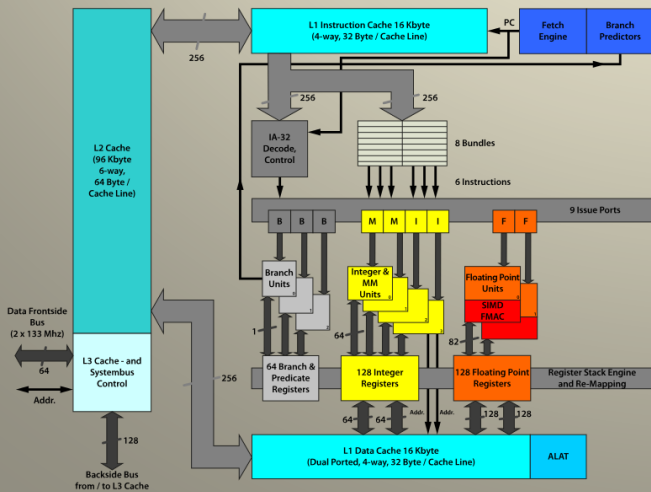 L1 Instruction Cache 16 Kbyte
(4-way, 32 Byte / Cache Line)
PC
Fetch
Engine
Branch
Predictors
256
256
256
L2 Cache
(96 Kbyte
6-way,
64 Byte /
Cache Line)
IA-32
Decode,
Control
8 Bundles
6 Instructions
9 Issue Ports
B
B
B
M
M
I
I
F
F
Branch
Units
Integer &
MM
Units
Floating Point
Units
SIMD
FMAC
1
64
82
Data Frontside
Bus
(2 x 133 Mhz)
64
Addr.
L3 Cache - and
Systembus
Control
256
64 Branch &
Predicate
Registers
128 Integer
Registers
128 Floating Point
Registers
Register Stack Engine
and Re-Mapping
64
64
Addr.
Addr.
128
128
128
L1 Data Cache 16 Kbyte
(Dual Ported, 4-way, 32 Byte / Cache Line)
ALAT
Backside Bus
from / to L3 Cache